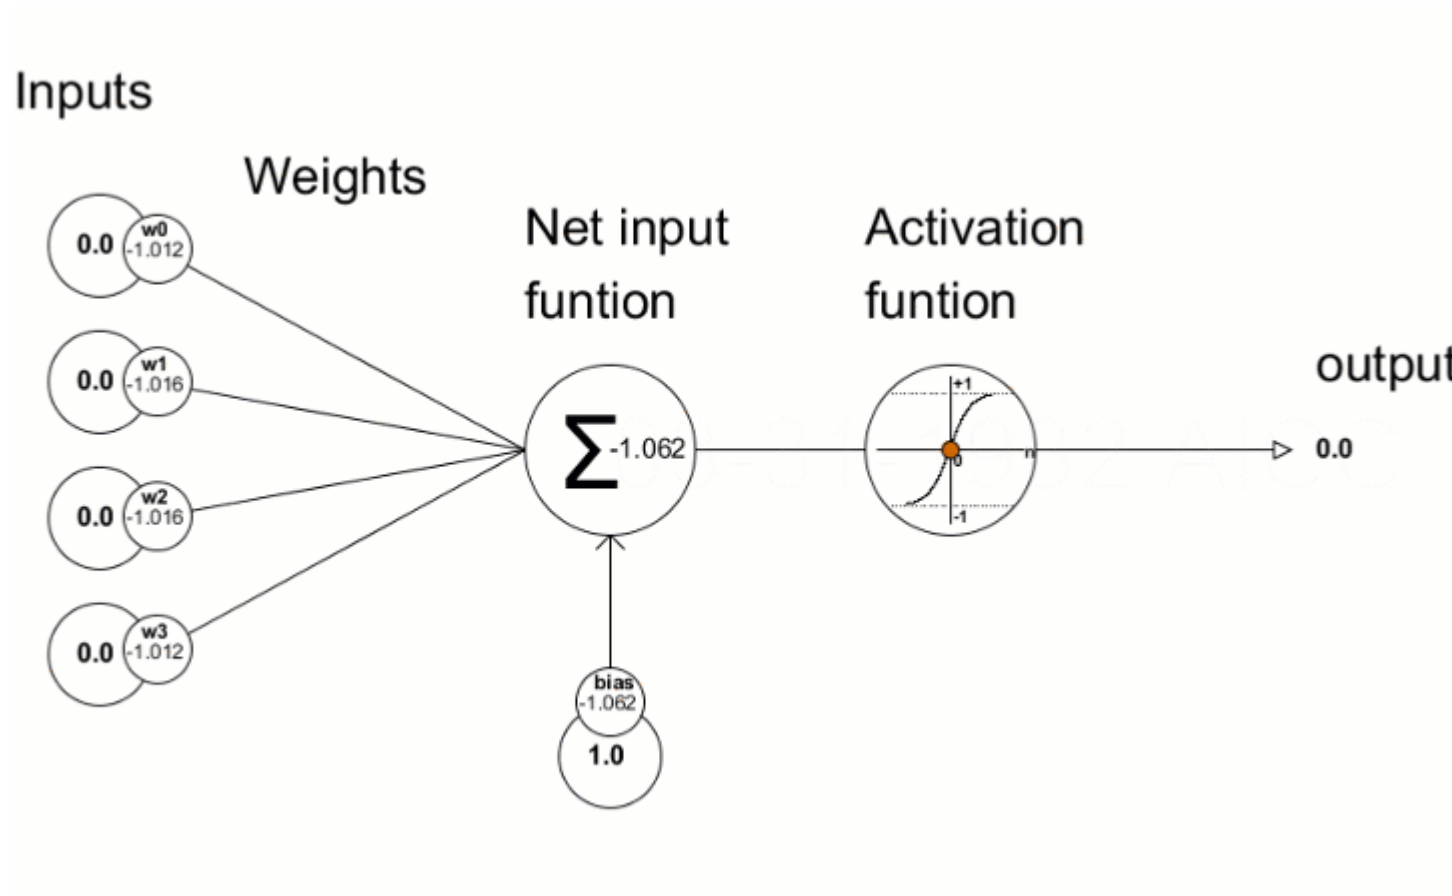 Inputs
Weights
Net input
funtion
Activation
funtion
output
0.0
w0
-1.012
0.0
w1
-1.016
0.0
w2
-1.016
0.0
w3
-1.012
-1.062
Σ
+1
0
n
-1
0.0
bias
-1.062
1.0